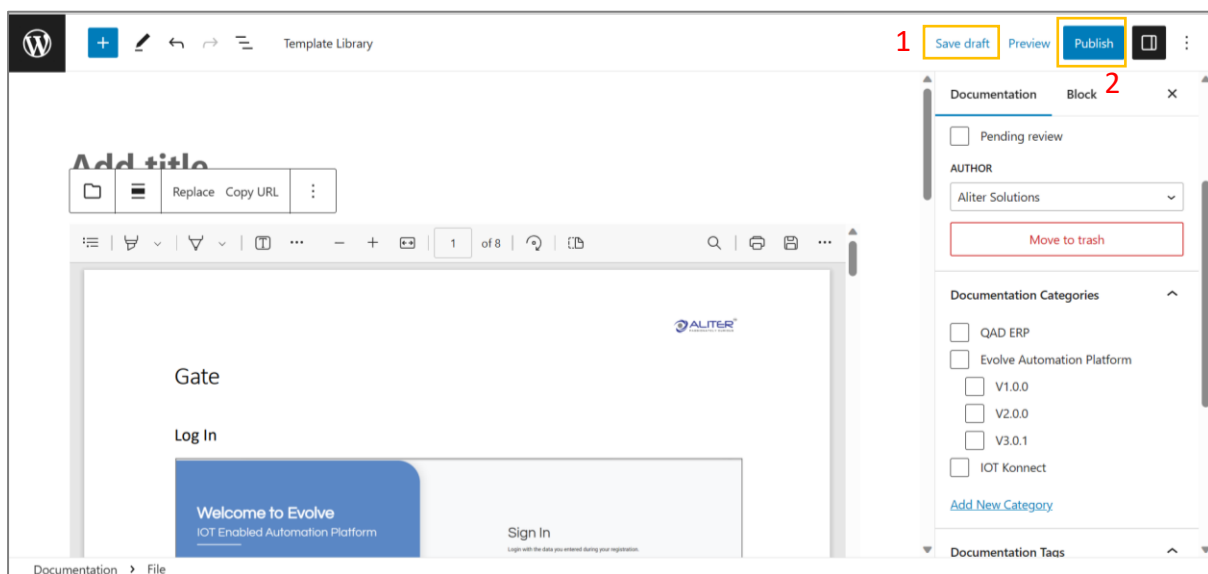 Template Library
1
Save draft
Preview
Publish
2
Add title
Replace Copy URL
1 of 8
ALITER
Gate
Log In
Welcome to Evolve
IOT Enabled Automation Platform
Sign In
Login with the data you entered during your registration.
Documentation Block
Pending review
AUTHOR
Aliter Solutions
Move to trash
Documentation Categories
QAD ERP
Evolve Automation Platform
V1.0.0
V2.0.0
V3.0.1
IOT Konnect
Add New Category
Documentation Tags
Documentation > File